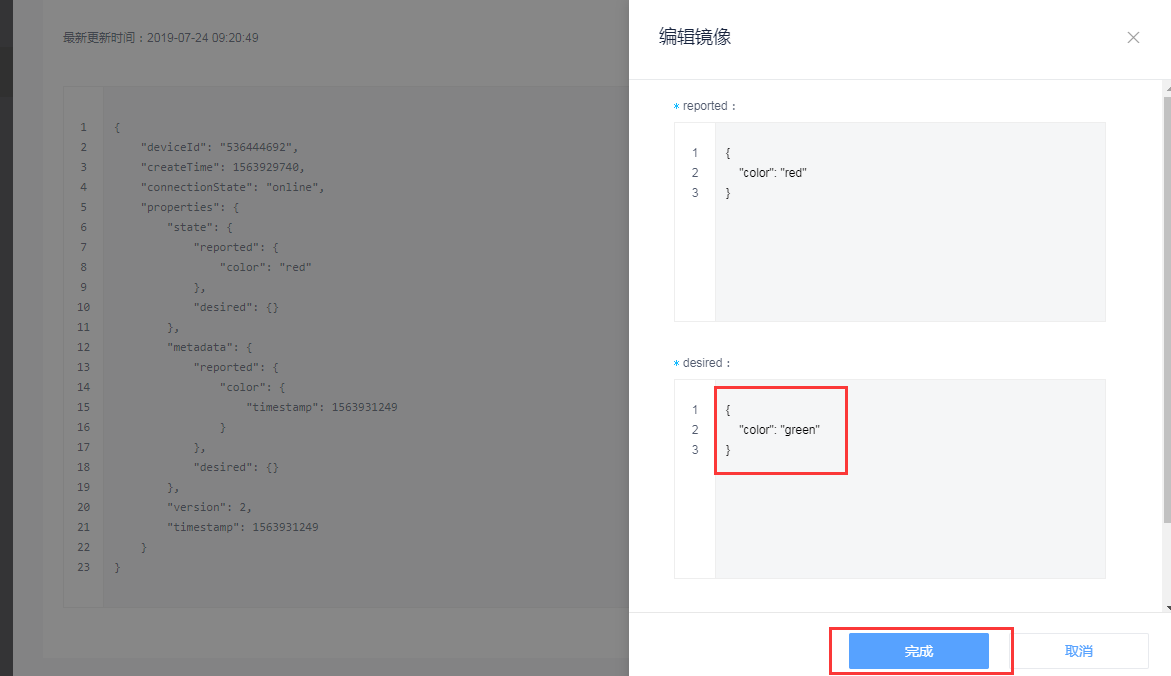 最新更新时间：2019-07-24 09:20:49
1 {
2 "deviceId": "536444692",
3 "createTime": 1563929740,
4 "connectionState": "online",
5 "properties": {
6 "state": {
7 "reported": {
8 "color": "red"
9 },
10 "desired": {}
11 },
12 "metadata": {
13 "reported": {
14 "color": {
15 "timestamp": 1563931249
16 }
17 },
18 "desired": {}
19 },
20 "version": 2,
21 "timestamp": 1563931249
22 }
23 }
编辑镜像
* reported：
1 {
2 "color": "red"
3 }
* desired：
1 {
2 "color": "green"
3 }
完成 取消